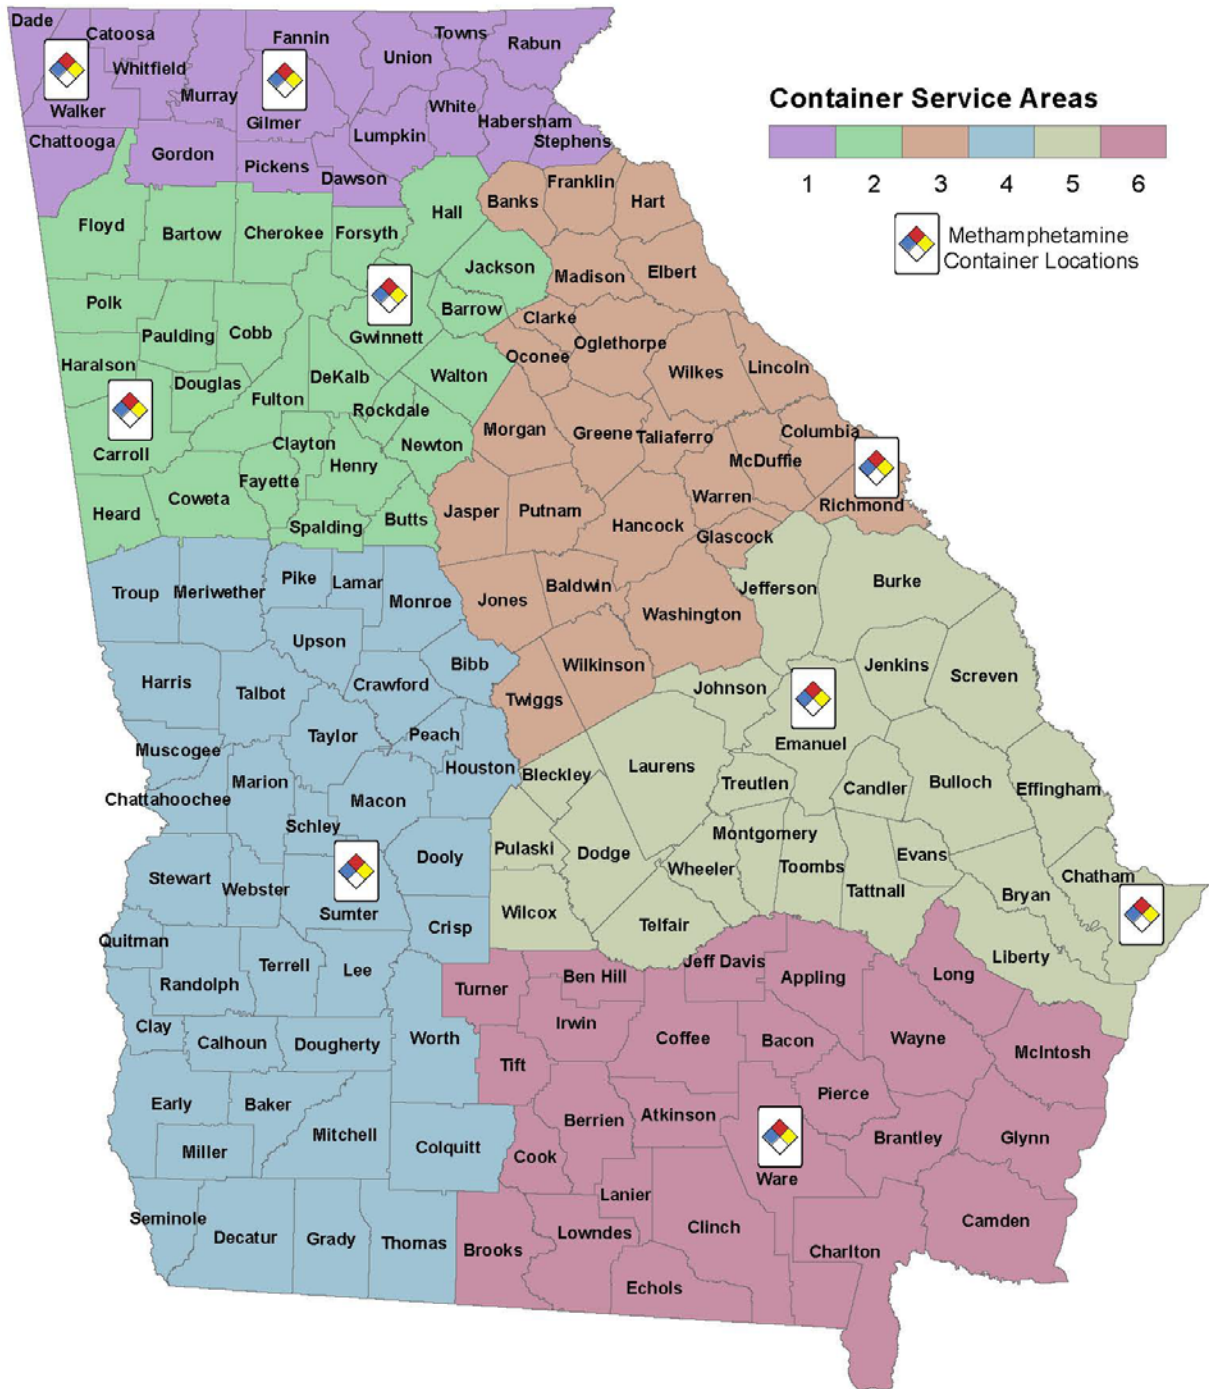 Dade
Catoosa
Fannin
Towns
Rabun
Union
Whitfield
Murray
Walker
Gilmer
White
Habersham
Lumpkin
Stephens
Chattooga
Gordon
Pickens
Dawson
Container Service Areas
1 2 3 4 5 6
Methamphetamine
Container Locations
Franklin
Banks
Hart
Hall
Floyd
Bartow
Cherokee
Forsyth
Jackson
Madison
Elbert
Polk
Barrow
Clarke
Paulding
Cobb
Gwinnett
Oglethorpe
Oconee
Haralson
Douglas
DeKalb
Walton
Wilkes
Lincoln
Fulton
Rockdale
Morgan
Greene
Taliaferro
Columbia
Carroll
Clayton
Newton
Henry
McDuffie
Fayette
Coweta
Warren
Richmond
Heard
Spalding
Butts
Jasper
Putnam
Hancock
Glascock
Troup
Meriwether
Pike
Lamar
Monroe
Jones
Baldwin
Jefferson
Burke
Washington
Upson
Bibb
Wilkinson
Jenkins
Screven
Harris
Talbot
Crawford
Twiggs
Johnson
Taylor
Peach
Emanuel
Muscogee
Houston
Bleckley
Laurens
Marion
Treutlen
Candler
Bulloch
Effingham
Chattahoochee
Macon
Schley
Montgomery
Dooly
Pulaski
Dodge
Wheeler
Toombs
Evans
Chatham
Stewart
Webster
Tattnall
Bryan
Sumter
Wilcox
Crisp
Telfair
Quitman
Liberty
Terrell
Lee
Jeff Davis
Randolph
Turner
Ben Hill
Appling
Long
Clay
Calhoun
Dougherty
Worth
Irwin
Coffee
Bacon
Wayne
McIntosh
Tift
Early
Baker
Pierce
Mitchell
Berrien
Atkinson
Miller
Colquitt
Cook
Brantley
Glynn
Ware
Lanier
Seminole
Decatur
Grady
Thomas
Brooks
Lowndes
Clinch
Camden
Charlton
Echols